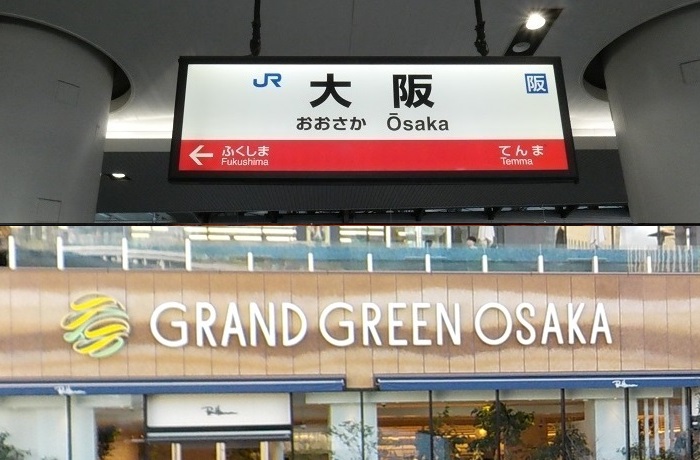 JR 大阪 阪
おおさか Ōsaka
ふくしま てんま
Fukushima Temma
GRAND GREEN OSAKA